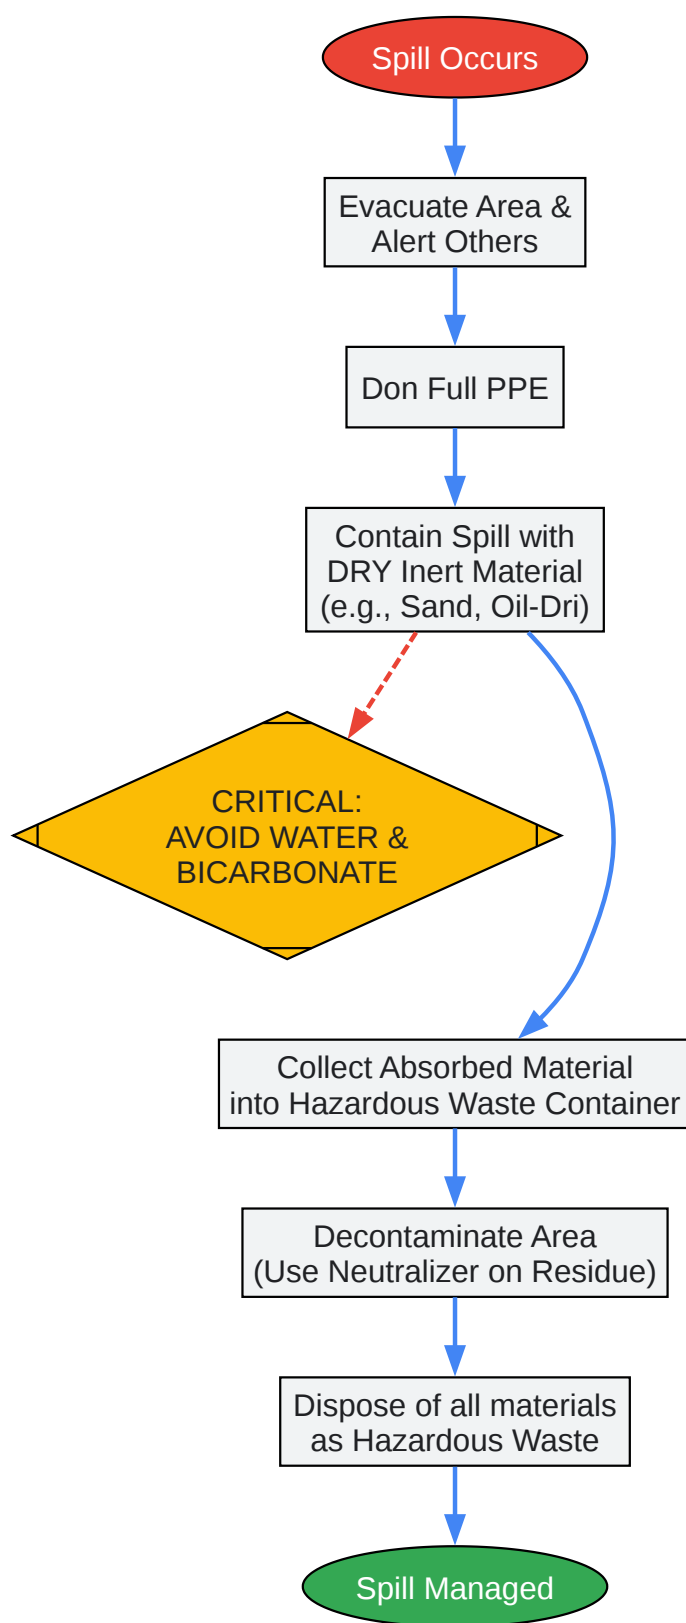 Spill Occurs
Evacuate Area &
Alert Others
Don Full PPE
Contain Spill with
DRY Inert Material
(e.g., Sand, Oil-Dri)
CRITICAL:
AVOID WATER &
BICARBONATE
Collect Absorbed Material
into Hazardous Waste Container
Decontaminate Area
(Use Neutralizer on Residue)
Dispose of all materials
as Hazardous Waste
Spill Managed